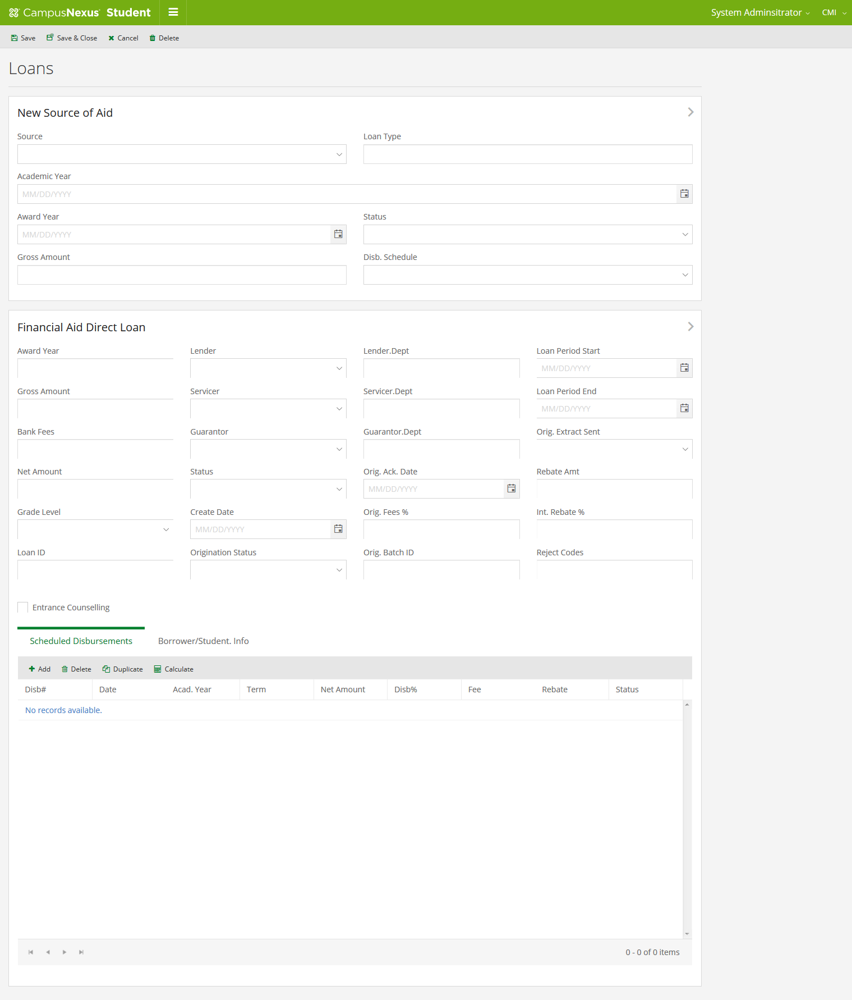 CampusNexus® Student System Adminsitrator CMI
Save Save & Close Cancel Delete
Loans
New Source of Aid
Source Loan Type
Academic Year
MM/DD/YYYY
Award Year Status
MM/DD/YYYY
Gross Amount Disb. Schedule
Financial Aid Direct Loan
Award Year Lender Lender.Dept Loan Period Start
MM/DD/YYYY
Gross Amount Servicer Servicer.Dept Loan Period End
MM/DD/YYYY
Bank Fees Guarantor Guarantor.Dept Orig. Extract Sent
Net Amount Status Orig. Ack. Date Rebate Amt
MM/DD/YYYY
Grade Level Create Date Orig. Fees % Int. Rebate %
MM/DD/YYYY
Loan ID Origination Status Orig. Batch ID Reject Codes
Entrance Counselling
Scheduled Disbursements Borrower/Student. Info
Add Delete Duplicate Calculate
Disb# Date Acad. Year Term Net Amount Disb% Fee Rebate Status
No records available.
0 - 0 of 0 items